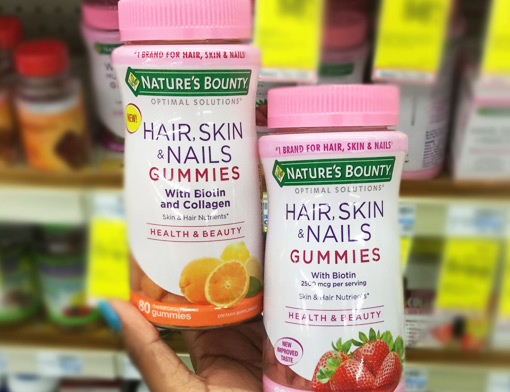 #1 BRAND FOR HAIR, SKIN & NAILS
NATURE'S BOUNTY
OPTIMAL SOLUTIONS®
NEW!
HAIR, SKIN
& NAILS
GUMMIES
With Biotin
and Collagen
Skin & Hair Nutrients*
HEALTH & BEAUTY
80
gummies
#1 BRAND FOR HAIR, SKIN & NAILS*
NATURE'S BOUNTY
OPTIMAL SOLUTIONS®
HAIR, SKIN
& NAILS
GUMMIES
With Biotin
2500 mcg per serving
Skin & Hair Nutrients*
HEALTH & BEAUTY
NEW
IMPROVED
TASTE